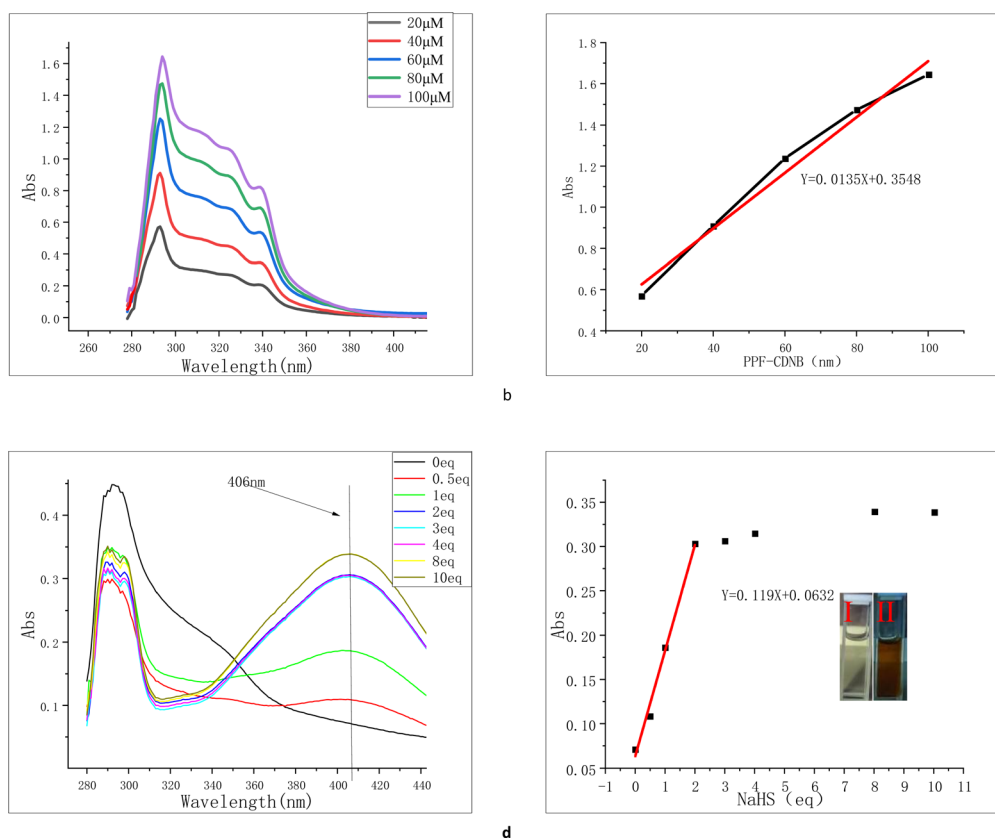 20μM
40μM
60μM
80μM
100μM
1.6
1.4
1.2
1.0
0.8
0.6
0.4
0.2
0.0
Abs
260 280 300 320 340 360 380 400
Wavelength(nm)
1.8
1.6
1.4
1.2
1.0
0.8
0.6
0.4
Abs
Y=0.0135X+0.3548
20 40 60 80 100
PPF-CDNB (nm)
b
406nm
0eq
0.5eq
1eq
2eq
3eq
4eq
8eq
10eq
0.4
0.3
0.2
0.1
Abs
280 300 320 340 360 380 400 420 440
Wavelength(nm)
0.35
0.30
0.25
0.20
0.15
0.10
0.05
Abs
Y=0.119X+0.0632
I II
-1 0 1 2 3 4 5 6 7 8 9 10 11
NaHS (eq)
d